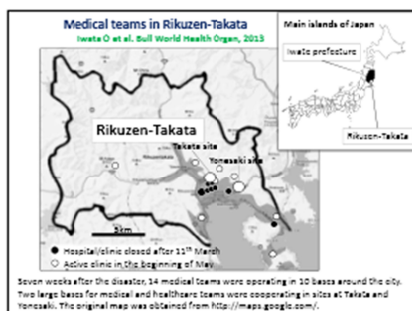 Medical teams in Rikuzen-Takata
Iwata O et al. Bull World Health Organ, 2013
Main islands of Japan
Iwate prefecture
Rikuzen-Takata
Rikuzen-Takata
Takata site
Yonesaki site
5km
Hospital/clinic closed after 11th March
Active clinic in the beginning of May
Seven weeks after the disaster, 14 medical teams were operating in 10 bases around the city.
Two large bases for medical and healthcare teams were cooperating in sites at Takata and
Yonesaki. The original map was obtained from http://maps.google.com/.